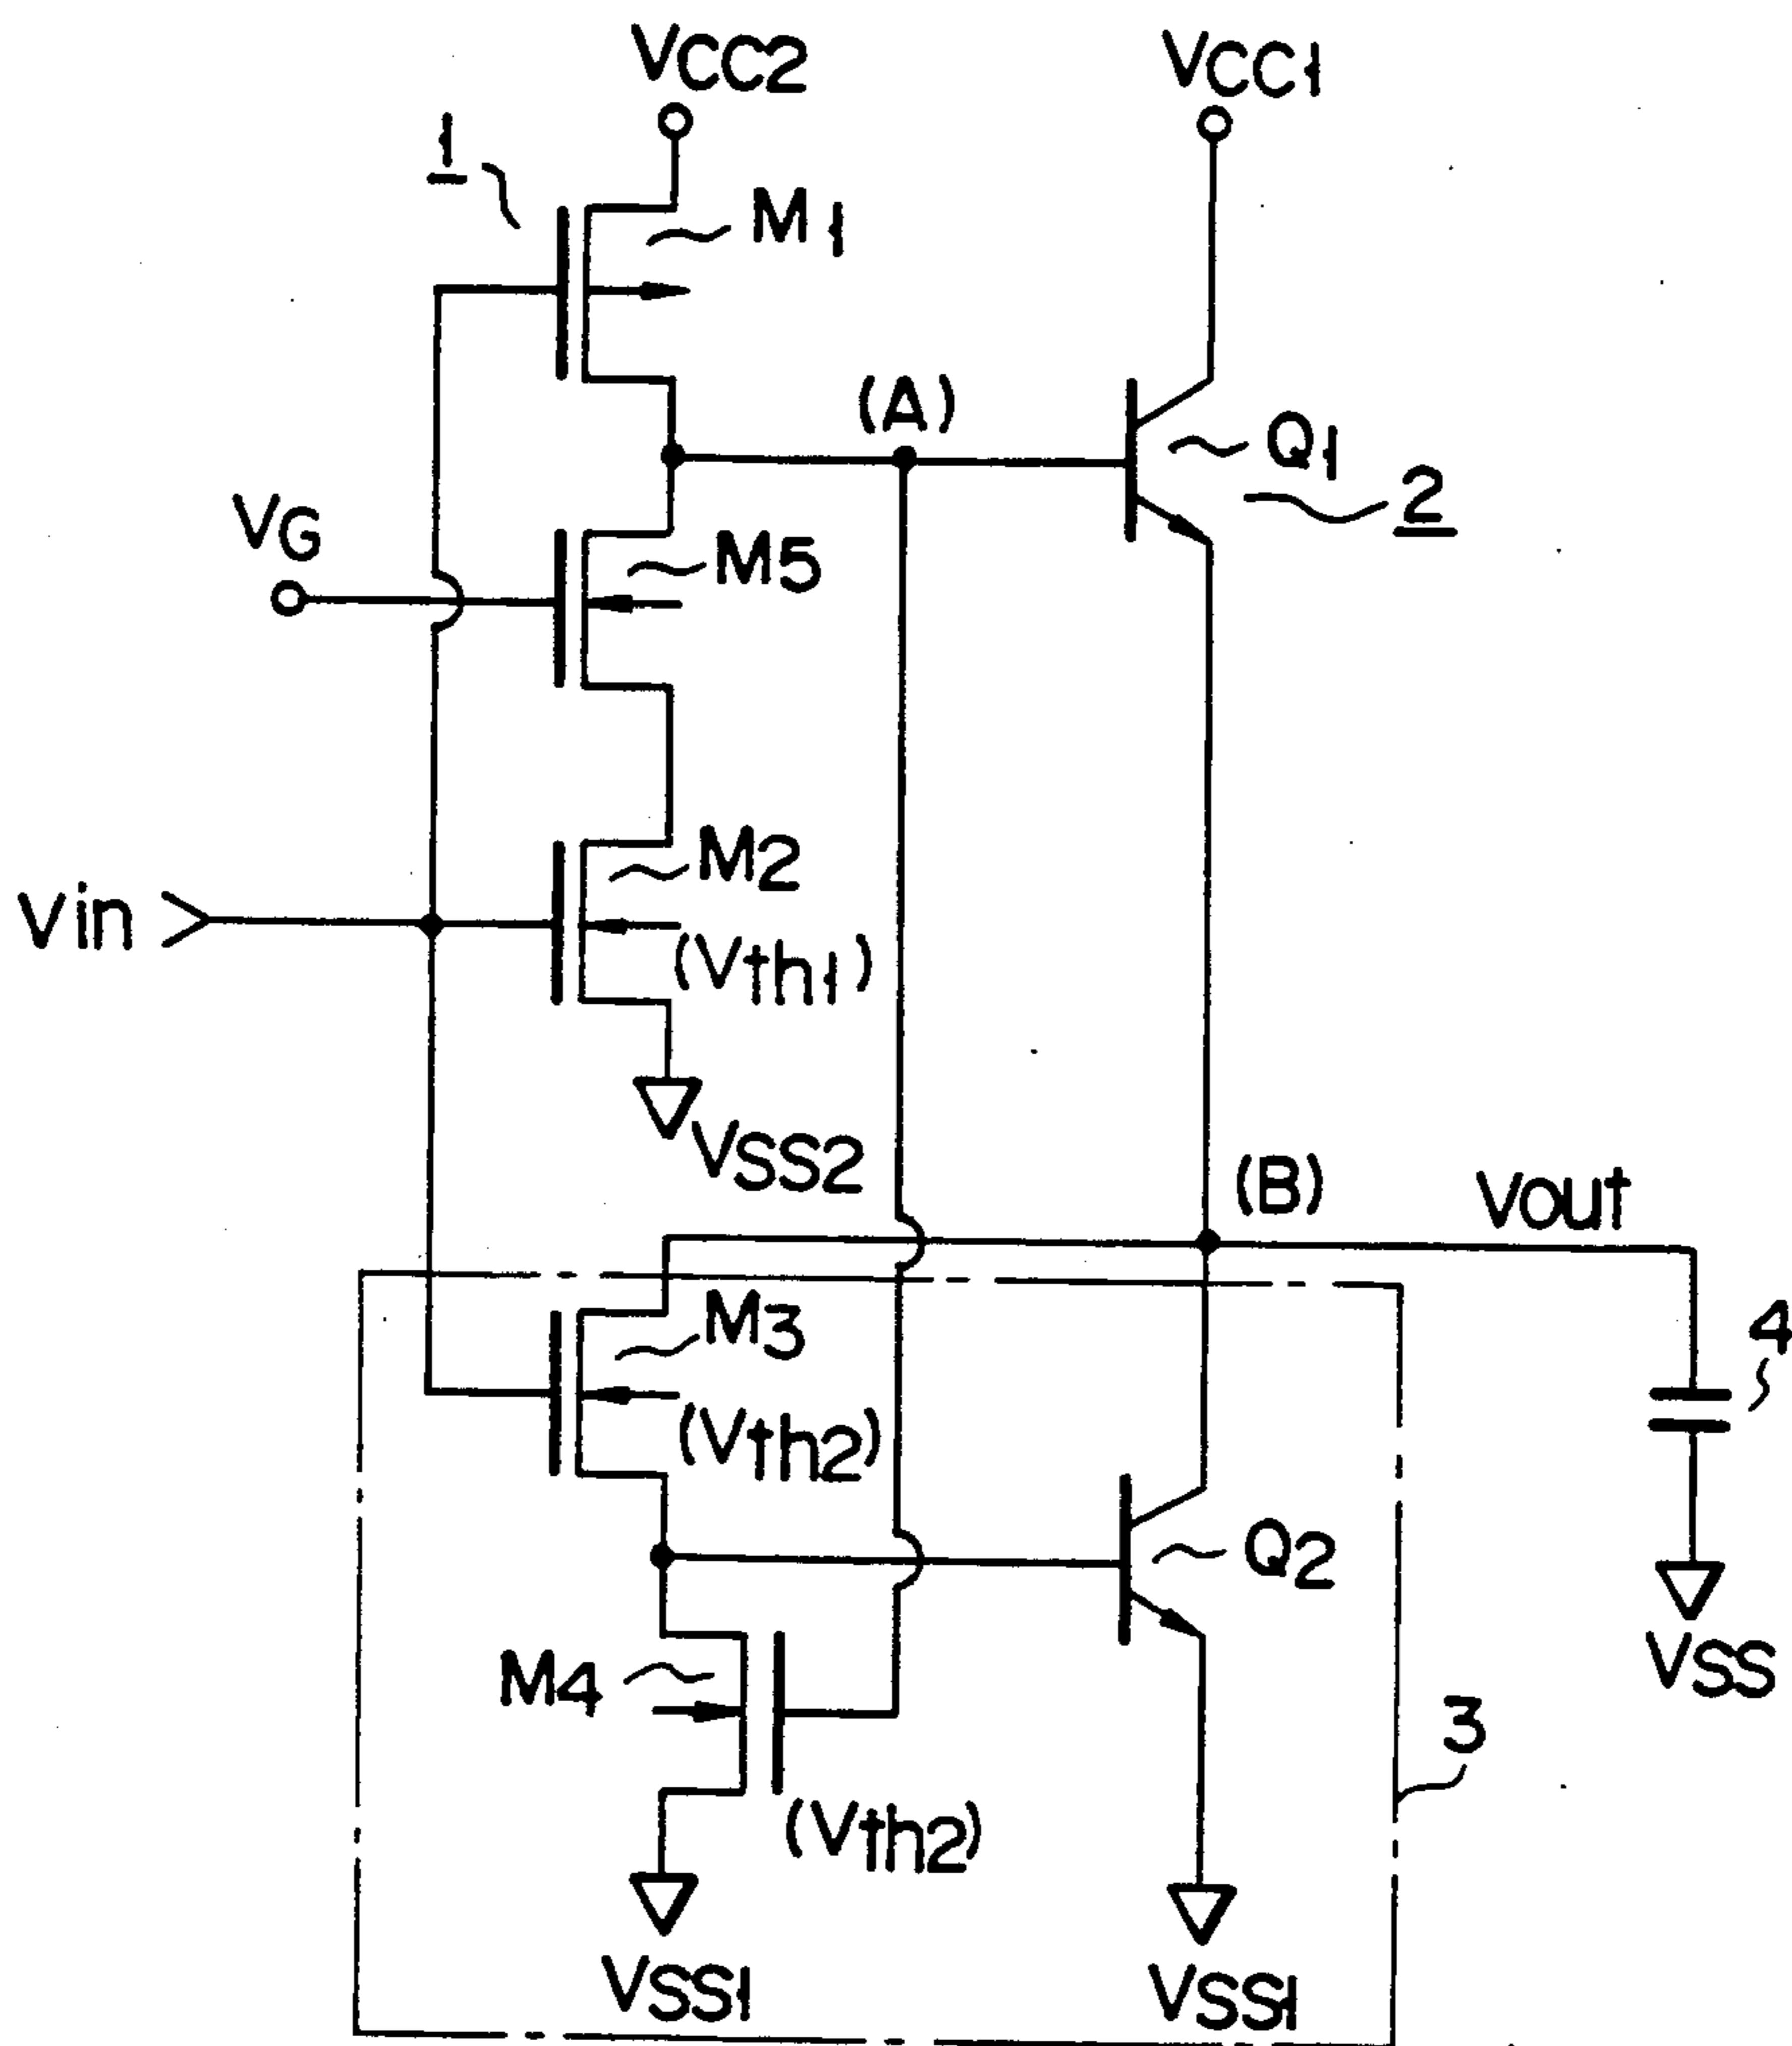 VCC2
VCC1
1
M1
(A)
Q1
2
VG
M5
M2
Vin
(Vth1)
VSS2
(B)
Vout
M3
4
(Vth2)
Q2
M4
VSS
3
(Vth2)
VSS1
VSS1